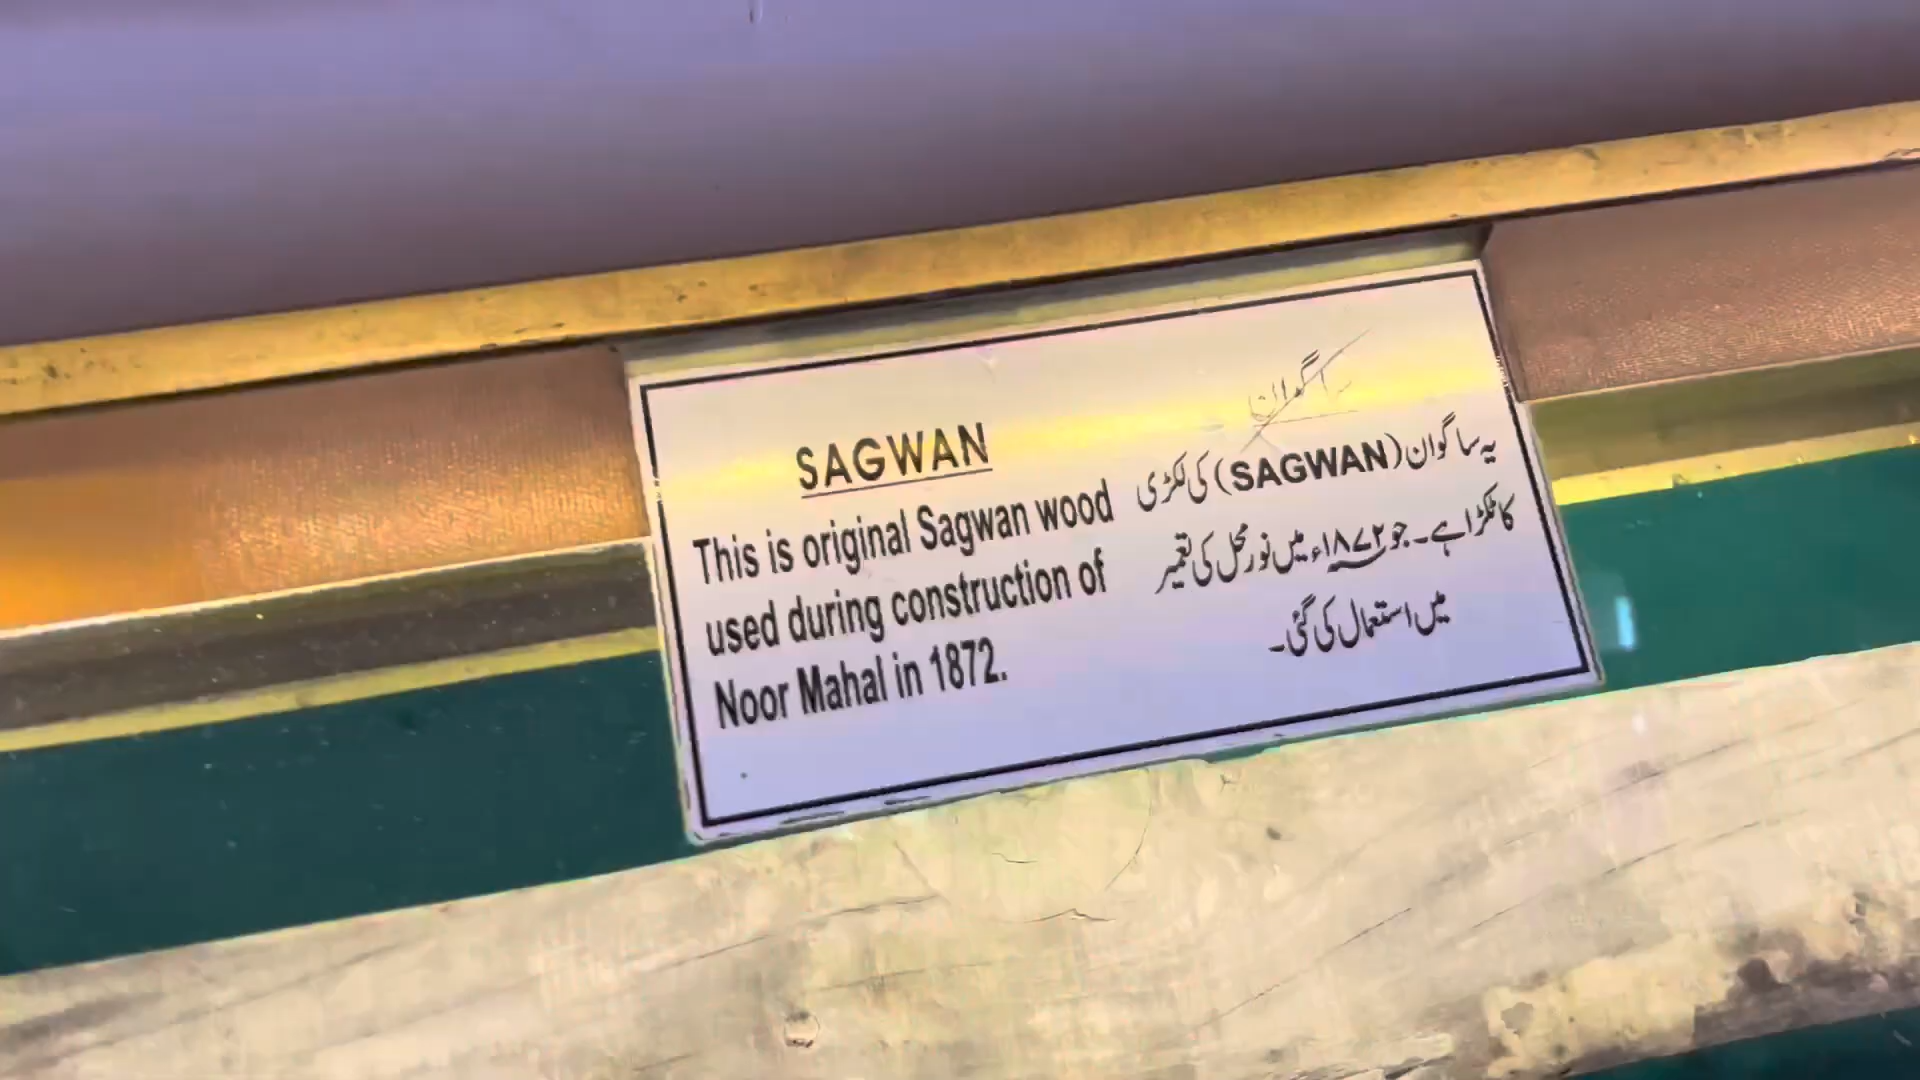 SAGWAN
This is original Sagwan wood
used during construction of
Noor Mahal in 1872.
ساگوان
یہ ساگوان (SAGWAN) کی لکڑی
کا ٹکڑا ہے۔ جو ۱۸۷۲ء میں نور محل کی تعمیر
میں استعمال کی گئی۔